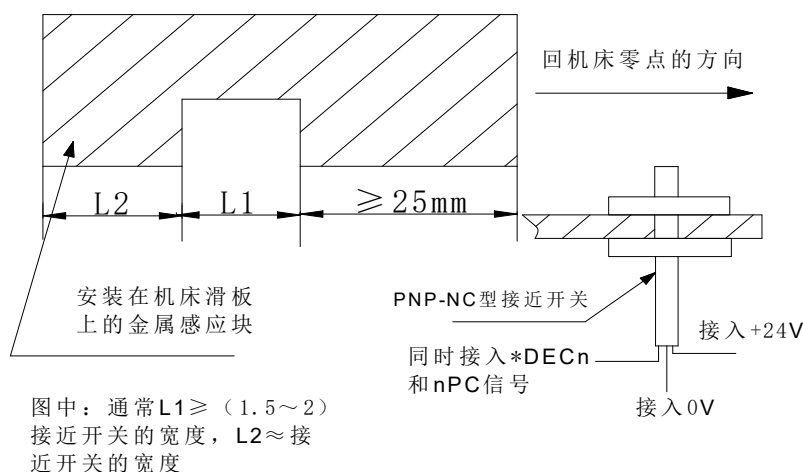 回机床零点的方向
L2
L1
≥25mm
安装在机床滑板
上的金属感应块
PNP-NC型接近开关
接入+24V
同时接入*DECn
和nPC信号
接入0V
图中：通常L1≥（1.5～2）
接近开关的宽度，L2≈接
近开关的宽度